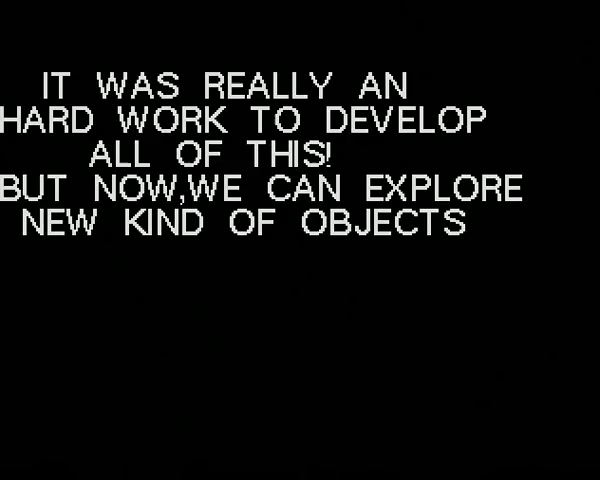 IT WAS REALLY AN
HARD WORK TO DEVELOP
ALL OF THIS!
BUT NOW,WE CAN EXPLORE
NEW KIND OF OBJECTS